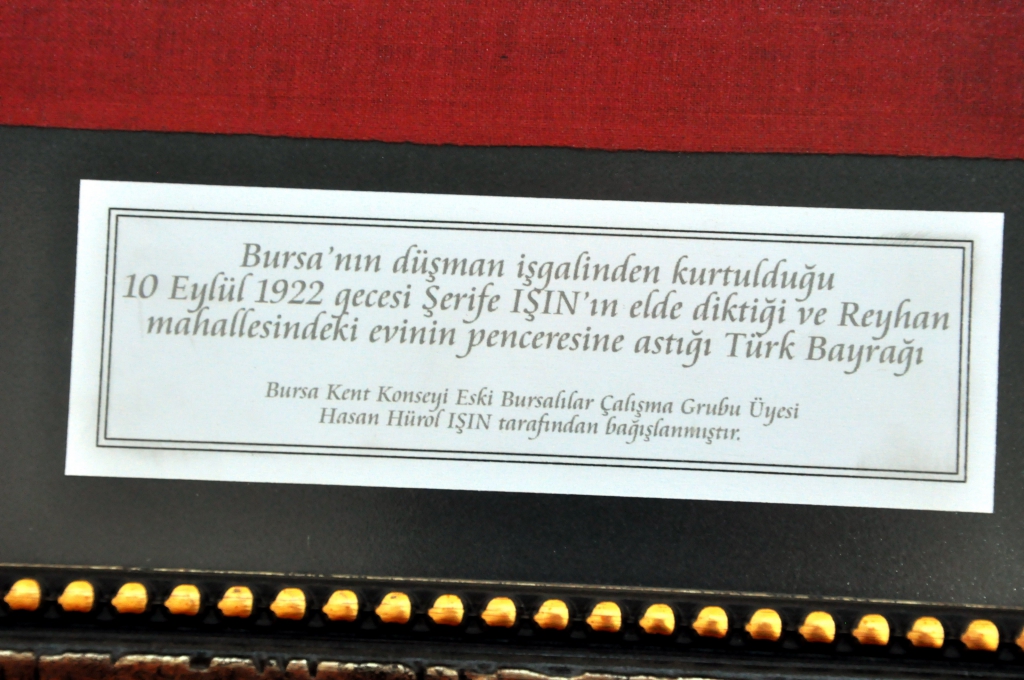 Bursa'nın düşman işgalinden kurtulduğu
10 Eylül 1922 gecesi Şerife IŞIN'ın elde diktiği ve Reyhan
mahallesindeki evinin penceresine astığı Türk Bayrağı
Bursa Kent Konseyi Eski Bursalılar Çalışma Grubu Üyesi
Hasan Hürol IŞIN tarafından bağışlanmıştır.